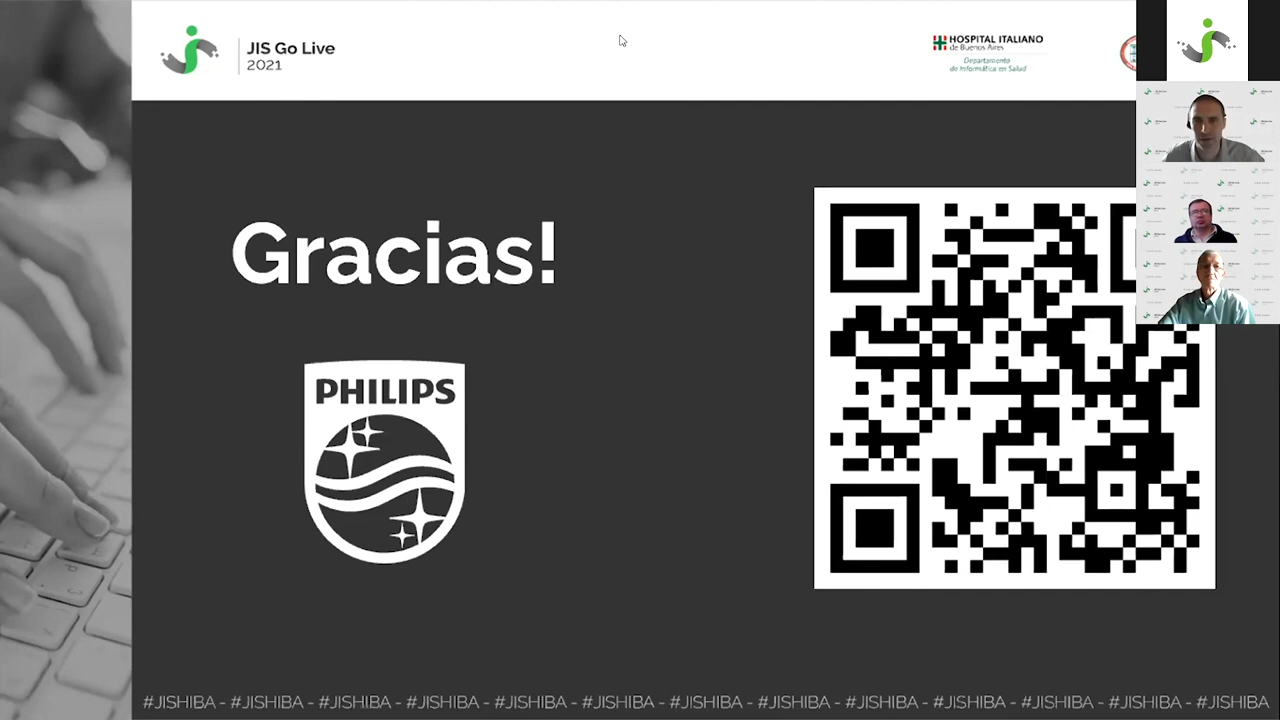 JIS Go Live
2021
HOSPITAL ITALIANO
de Buenos Aires
Departamento
de Informática en Salud
Gracias!
PHILIPS
#JISHIBA - #JISHIBA - #JISHIBA - #JISHIBA - #JISHIBA - #JISHIBA - #JISHIBA - #JISHIBA - #JISHIBA - #JISHIBA - #JISHIBA - #JISHIBA - #JISHIBA